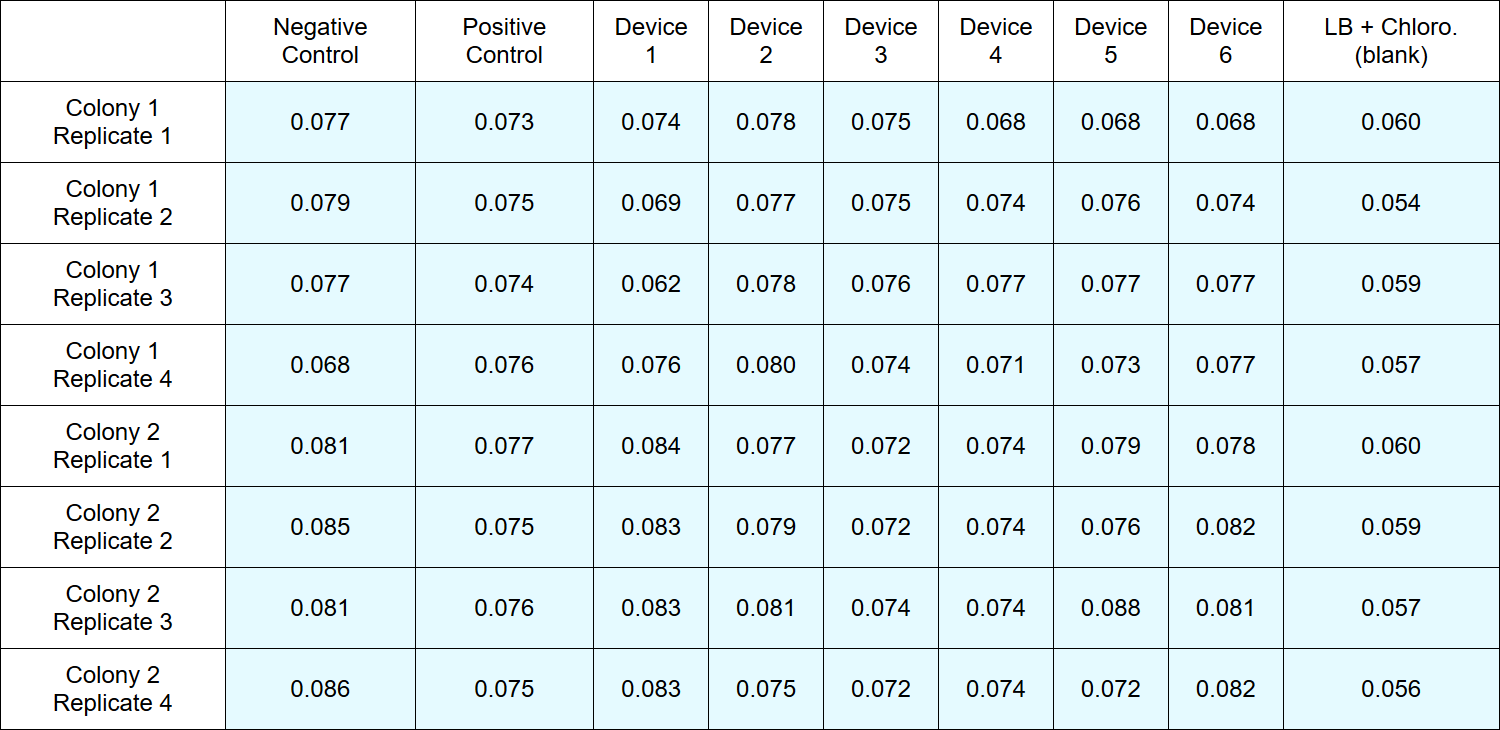 Negative Control Positive Control Device 1 Device 2 Device 3 Device 4 Device 5 Device 6 LB + Chloro. (blank)
Colony 1 Replicate 1 0.077 0.073 0.074 0.078 0.075 0.068 0.068 0.068 0.060
Colony 1 Replicate 2 0.079 0.075 0.069 0.077 0.075 0.074 0.076 0.074 0.054
Colony 1 Replicate 3 0.077 0.074 0.062 0.078 0.076 0.077 0.077 0.077 0.059
Colony 1 Replicate 4 0.068 0.076 0.076 0.080 0.074 0.071 0.073 0.077 0.057
Colony 2 Replicate 1 0.081 0.077 0.084 0.077 0.072 0.074 0.079 0.078 0.060
Colony 2 Replicate 2 0.085 0.075 0.083 0.079 0.072 0.074 0.076 0.082 0.059
Colony 2 Replicate 3 0.081 0.076 0.083 0.081 0.074 0.074 0.088 0.081 0.057
Colony 2 Replicate 4 0.086 0.075 0.083 0.075 0.072 0.074 0.072 0.082 0.056